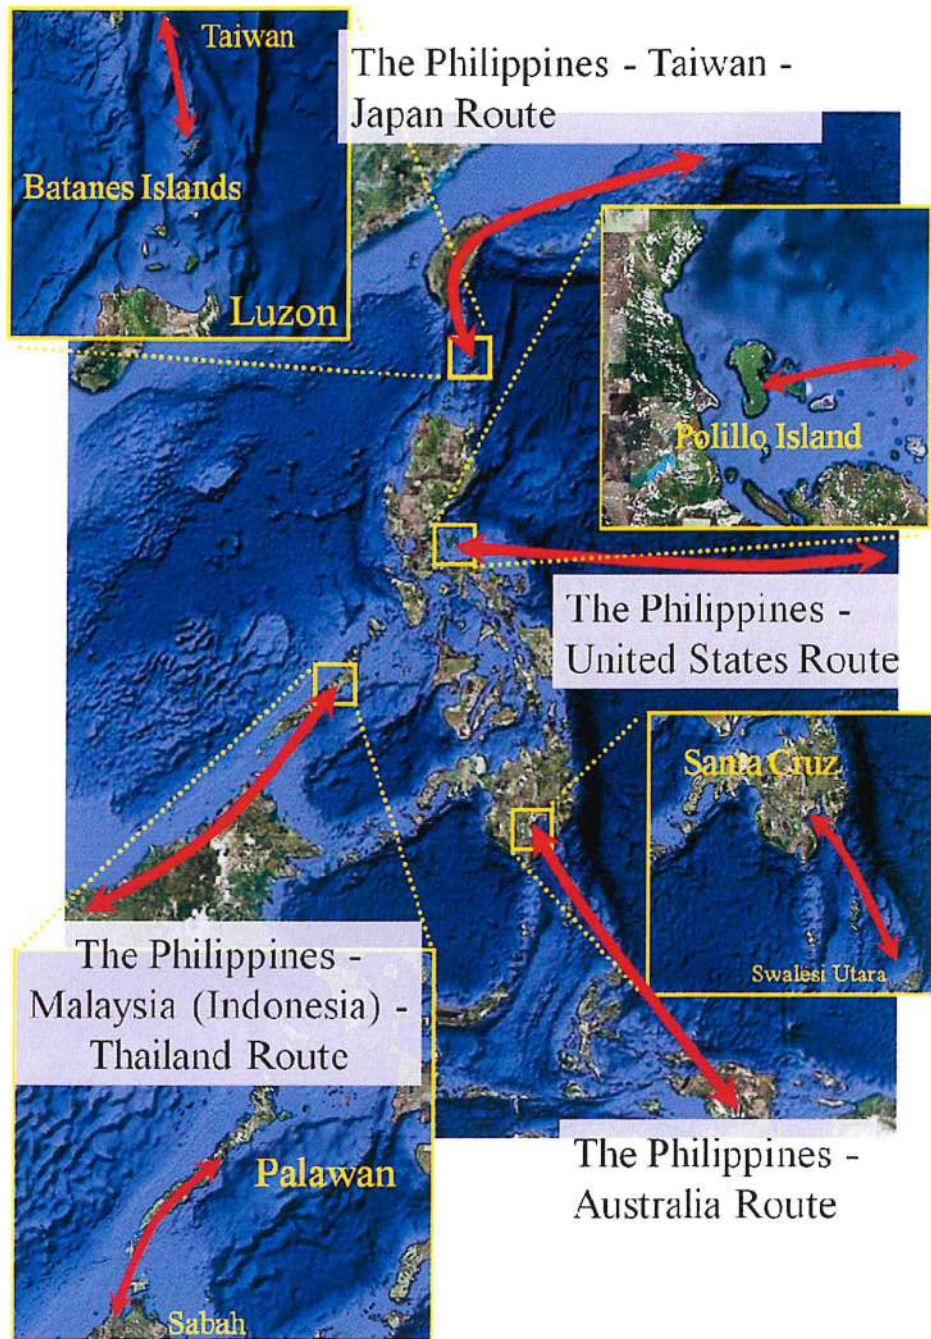 Taiwan
Batanes Islands
Luzon
The Philippines - Taiwan -
Japan Route
Polillo Island
The Philippines -
United States Route
Santa Cruz
Swalesi Utara
The Philippines -
Malaysia (Indonesia) -
Thailand Route
Palawan
Sabah
The Philippines -
Australia Route